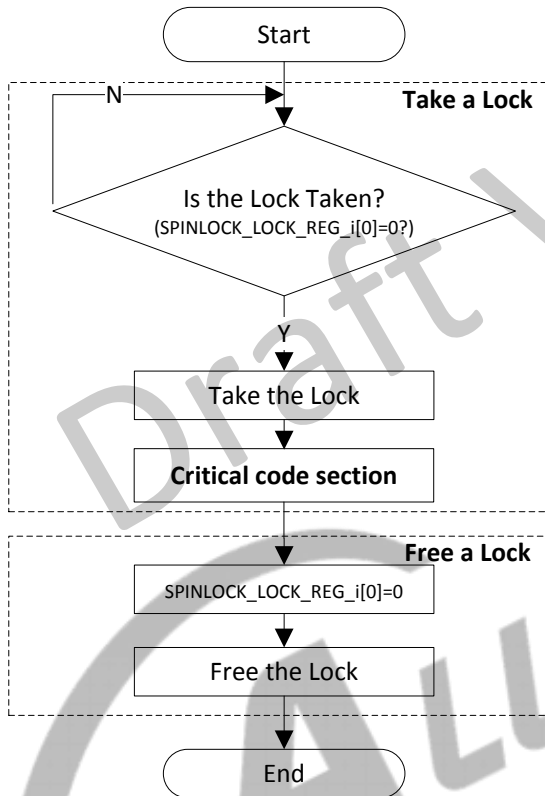 Start
N
Take a Lock
Is the Lock Taken?
(SPINLOCK_LOCK_REG_i[0]=0?)
Y
Take the Lock
Critical code section
Free a Lock
SPINLOCK_LOCK_REG_i[0]=0
Free the Lock
End
Draft